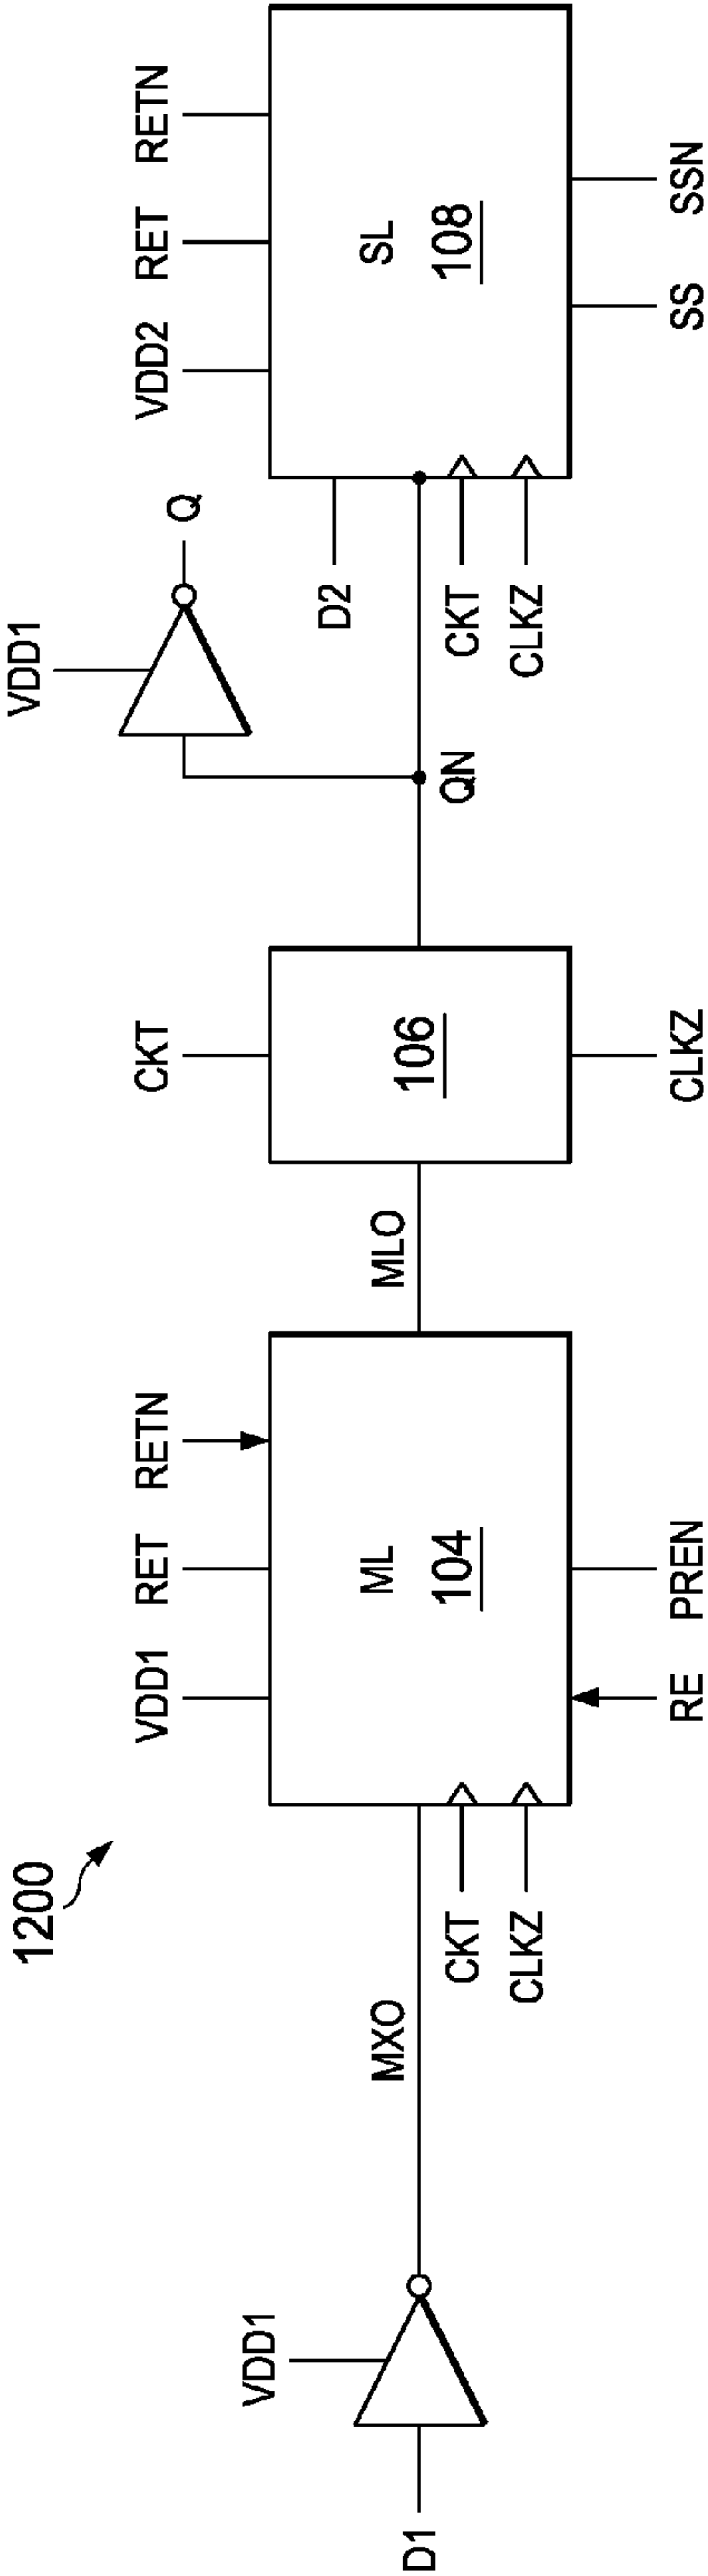 1200
D1
VDD1
MXO
VDD1
RET
RETN
ML
104
CKT
CLKZ
RE
PREN
MLO
CKT
106
CLKZ
QN
VDD1
Q
D2
CKT
CLKZ
VDD2
RET
RETN
SL
108
SS
SSN